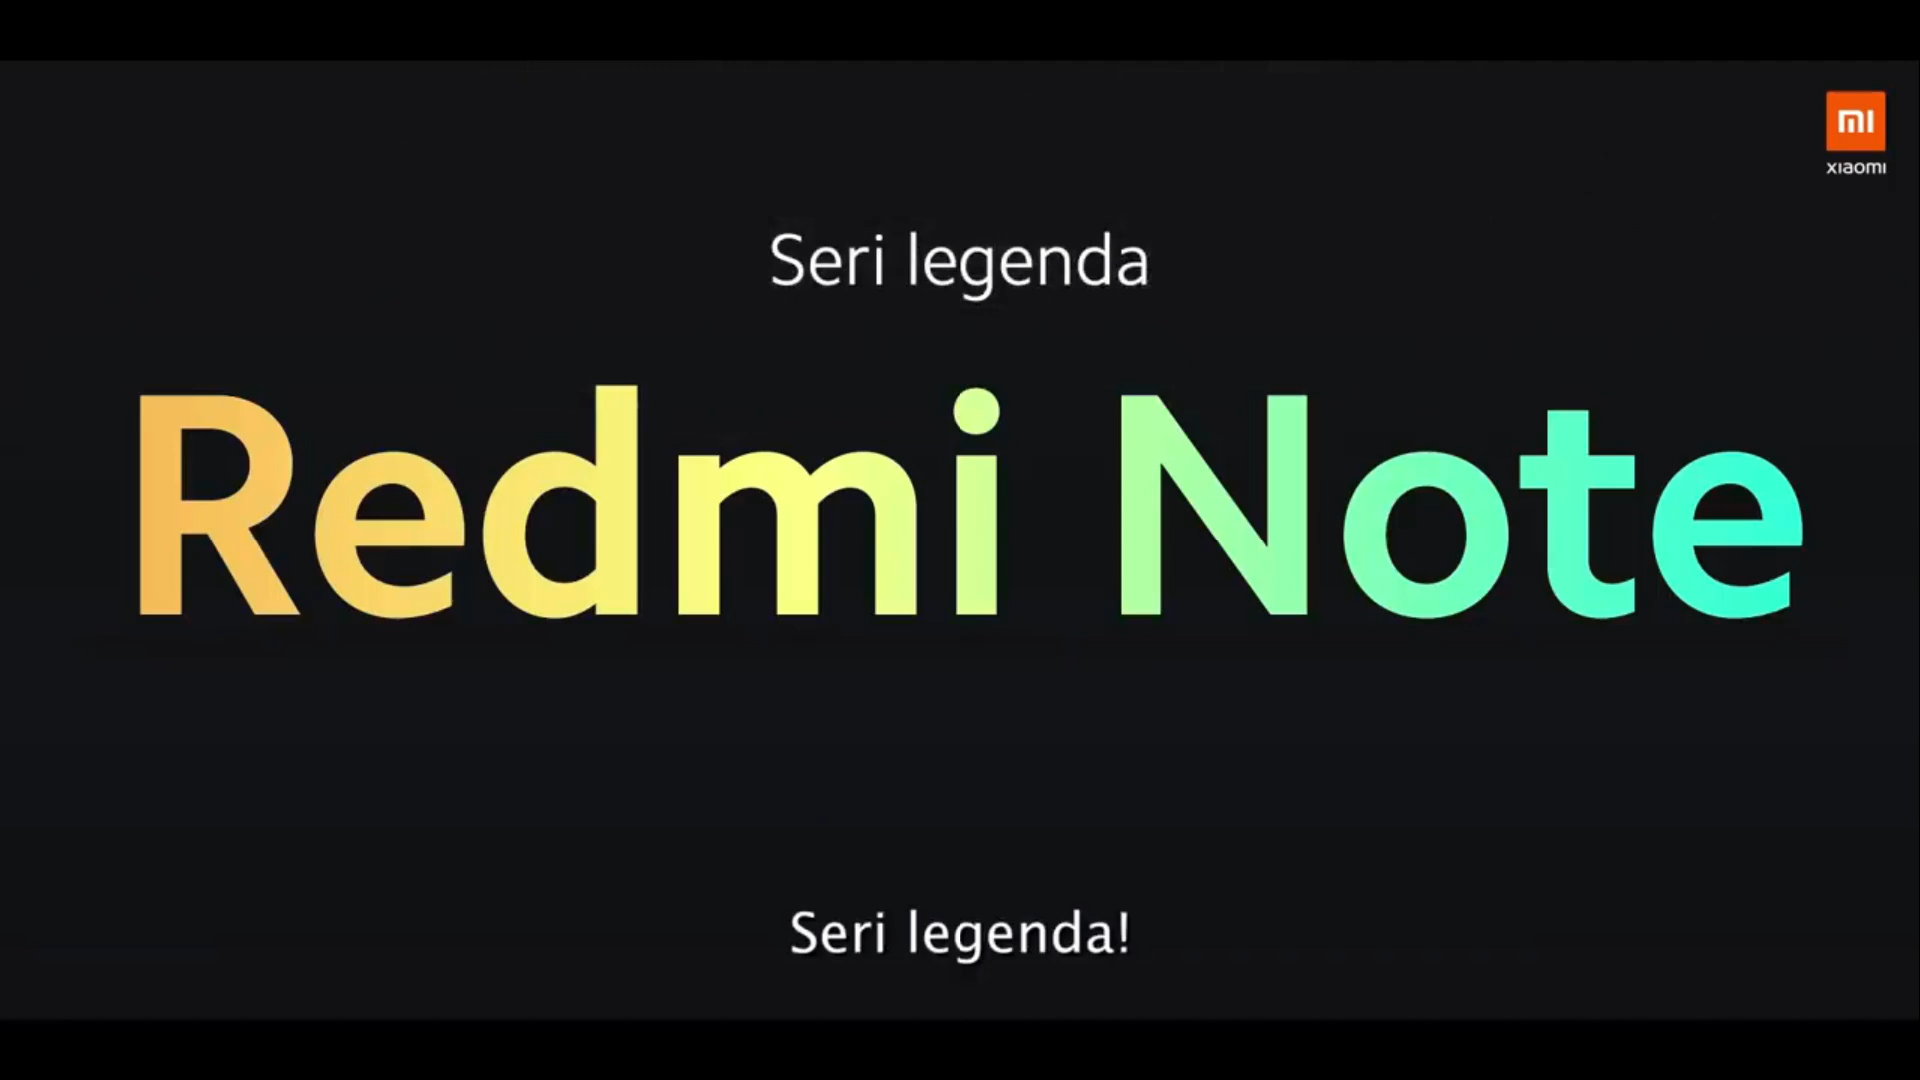 mi
xiaomi
Seri legenda
Redmi Note
Seri legenda!